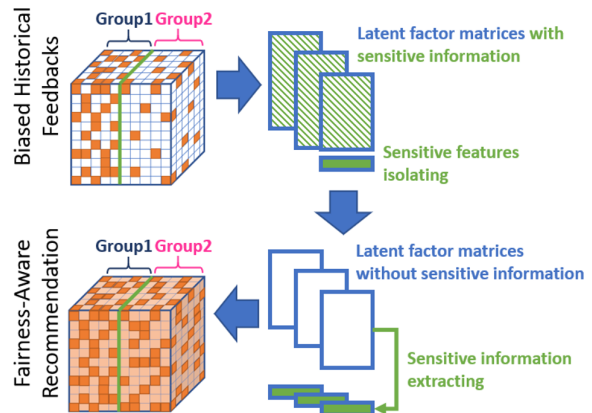 Group1 Group2
Biased Historical
Feedbacks
Latent factor matrices with
sensitive information
Sensitive features
isolating
Group1 Group2
Fairness-Aware
Recommendation
Latent factor matrices
without sensitive information
Sensitive information
extracting